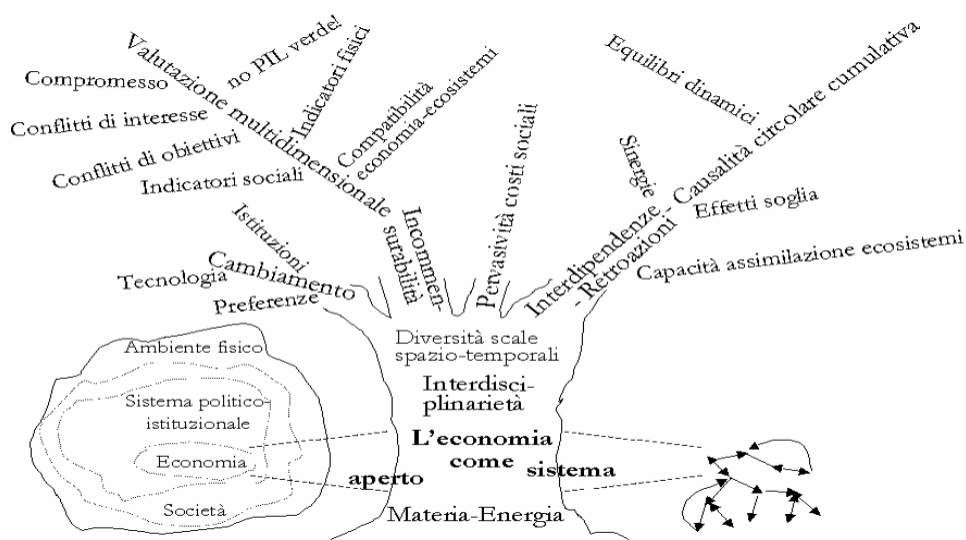 Valutazione multidimensionale
no PIL verde!
Indicatori fisici
Compromesso
Conflitti di interesse
Conflitti di obiettivi
Indicatori sociali
Compatibilità
economia-ecosistemi
Incommen-
surabilità
Pervasività costi sociali
Equilibri dinamici
Sinergie
Interdipendenze - Causalità circolare cumulativa
- Retroazioni -
Effetti soglia
Capacità assimilazione ecosistemi
Istituzioni
Tecnologia
Cambiamento
Preferenze
Diversità scale
spazio-temporali
Interdisci-
plinarietà
L'economia
come
aperto
sistema
Materia-Energia
Ambiente fisico
Sistema politico-
istituzionale
Economia
Società